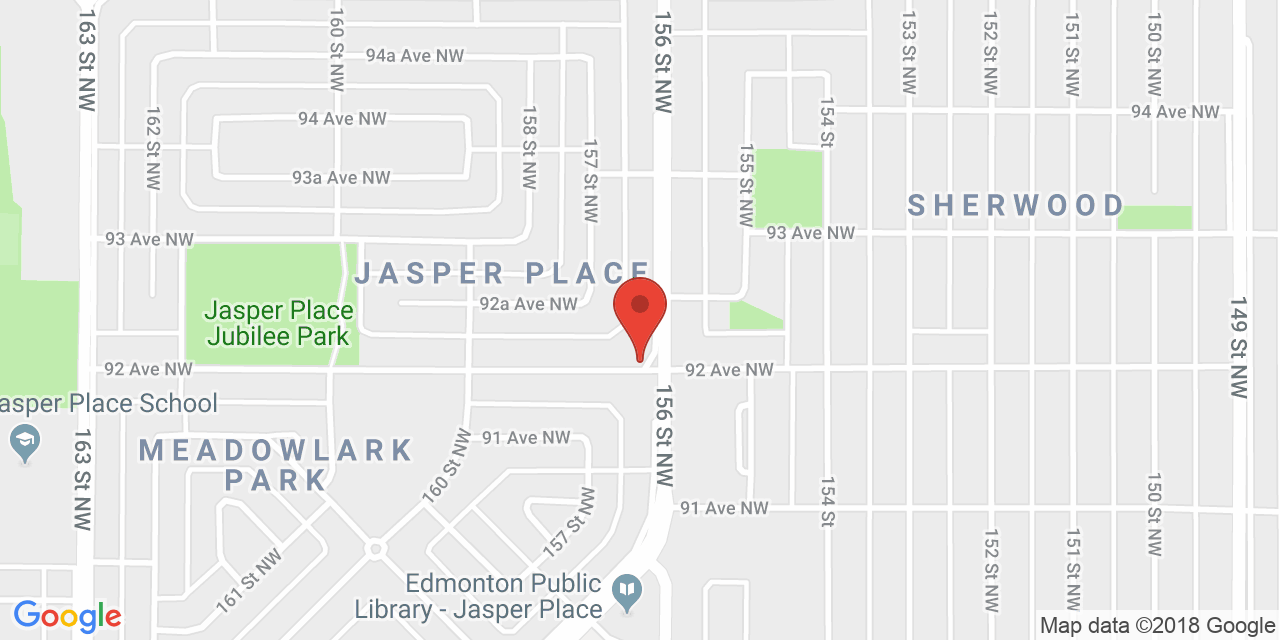 163 St NW
160 St NW
156 St NW
153 St NW
152 St NW
151 St NW
150 St NW
94a Ave NW
162 St NW
94 Ave NW
158 St NW
157 St NW
154 St
94 Ave NW
93a Ave NW
155 St NW
SHERWOOD
93 Ave NW
93 Ave NW
JASPER PLACE
92a Ave NW
Jasper Place
Jubilee Park
149 St NW
92 Ave NW
92 Ave NW
156 St NW
asper Place School
163 St NW
MEADOWLARK
PARK
91 Ave NW
160 St NW
157 St NW
91 Ave NW
154 St
152 St NW
151 St NW
150 St NW
161 St NW
Edmonton Public
Library - Jasper Place
Google
Map data ©2018 Google